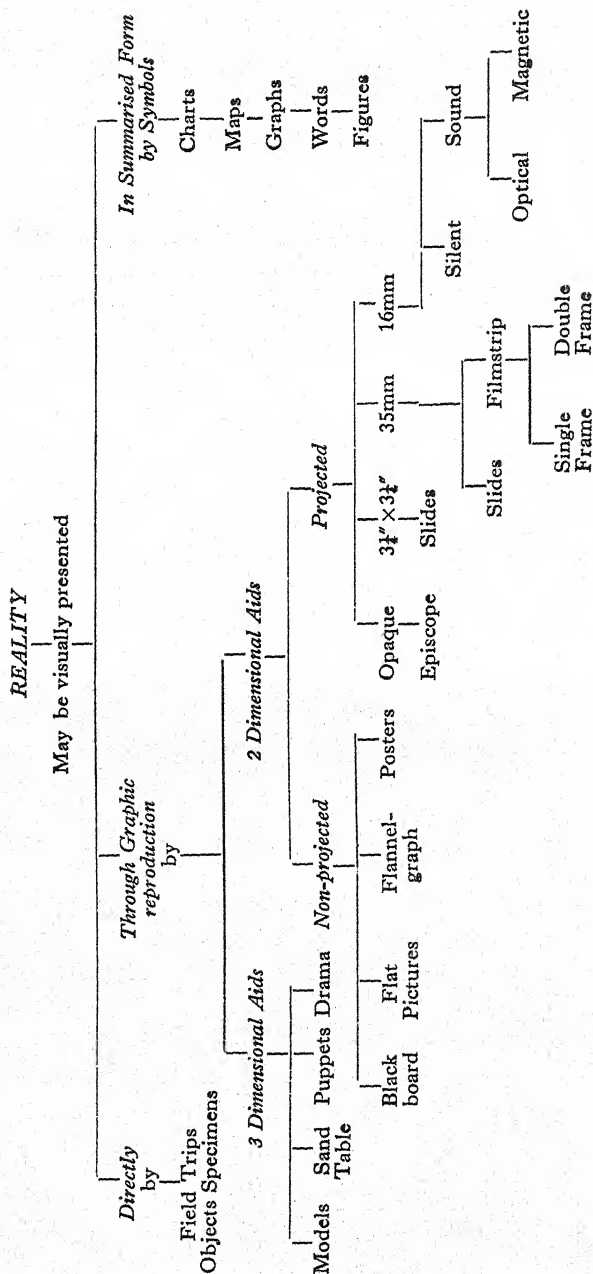 REALITY
May be visually presented
Directly
by
Field Trips
Objects Specimens
Through Graphic
reproduction
by
In Summarised Form
by Symbols
Charts
Maps
Graphs
Words
Figures
3 Dimensional Aids
2 Dimensional Aids
Models
Sand
Table
Puppets
Drama
Non-projected
Projected
Black
board
Flat
Pictures
Flannel-
graph
Posters
Opaque
Episcope
3¼″ × 3¼″
Slides
35mm
16mm
Slides
Filmstrip
Single
Frame
Double
Frame
Silent
Sound
Optical
Magnetic